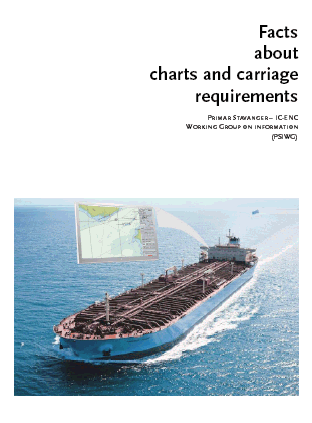 Facts
about
charts and carriage
requirements
Primar Stavanger – IC-ENC
Working Group on information
(PSIWG)